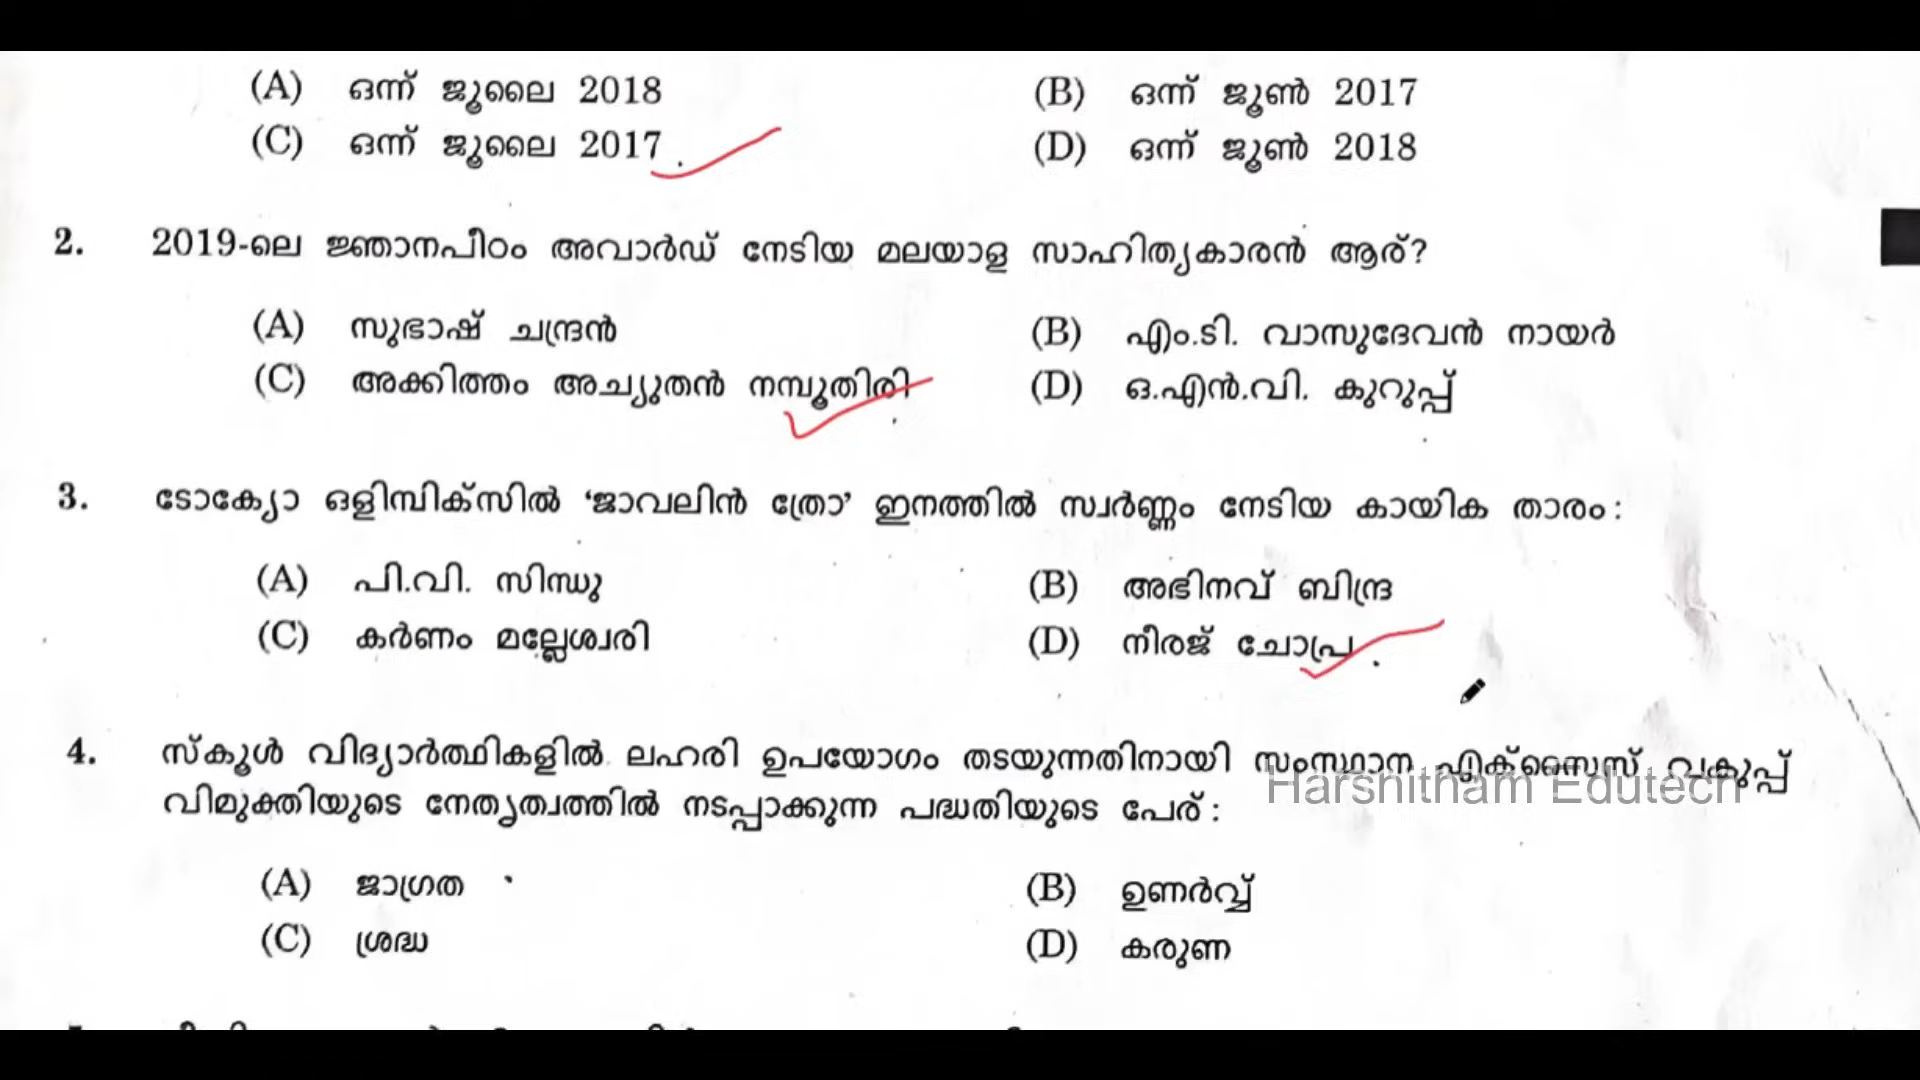 (A) ഒന്ന് ജൂലൈ 2018 (B) ഒന്ന് ജൂൺ 2017
(C) ഒന്ന് ജൂലൈ 2017 (D) ഒന്ന് ജൂൺ 2018
2. 2019-ലെ ജ്ഞാനപീഠം അവാർഡ് നേടിയ മലയാള സാഹിത്യകാരൻ ആര്?
(A) സുഭാഷ് ചന്ദ്രൻ (B) എം.ടി. വാസുദേവൻ നായർ
(C) അക്കിത്തം അച്യുതൻ നമ്പൂതിരി (D) ഒ.എൻ.വി. കുറുപ്പ്
3. ടോക്യോ ഒളിമ്പിക്സിൽ ‘ജാവലിൻ ത്രോ’ ഇനത്തിൽ സ്വർണ്ണം നേടിയ കായിക താരം :
(A) പി.വി. സിന്ധു (B) അഭിനവ് ബിന്ദ്ര
(C) കർണം മല്ലേശ്വരി (D) നീരജ് ചോപ്ര
4. സ്കൂൾ വിദ്യാർത്ഥികളിൽ ലഹരി ഉപയോഗം തടയുന്നതിനായി സംസ്ഥാന എക്സൈസ് വകുപ്പ്
Harshitham Edutech
വിമുക്തിയുടെ നേതൃത്വത്തിൽ നടപ്പാക്കുന്ന പദ്ധതിയുടെ പേര് :
(A) ജാഗ്രത (B) ഉണർവ്വ്
(C) ശ്രദ്ധ (D) കരുണ